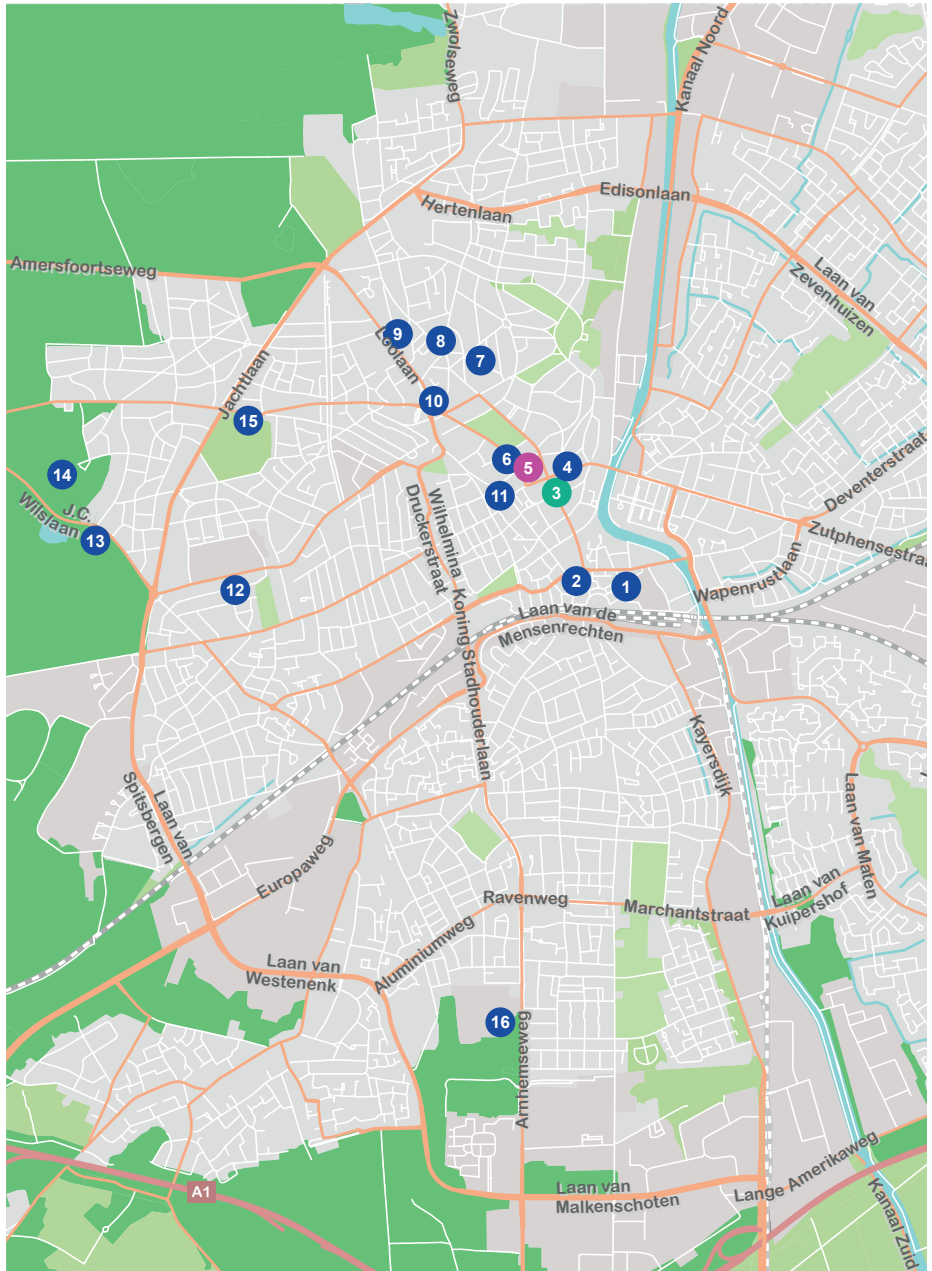 Zwolseweg
Kanaal Noord
Edisonlaan
Hertenlaan
Amersfoortseweg
Laan van
Zevenhuizen
9
8
7
Loolaan
Jachtlaan
10
15
6
5
4
14
3
11
Deventerstraat
J.C.
Wilslaan
13
Wilhelmina
Druckerstraat
Zutphensestraa
12
2
1
Wapenrustlaan
Koning
Stadhouderlaan
Laan van de
Mensenrechten
Kayersdijk
Laan van
Spitsbergen
Laan van Maten
Europaweg
Ravenweg
Marchantstraat
Laan van
Kuipershof
Aluminiumweg
Laan van
Westenenk
16
Arnhemseweg
A1
Laan van
Malkenschoten
Lange Amerikaweg
Kanaal Zuid